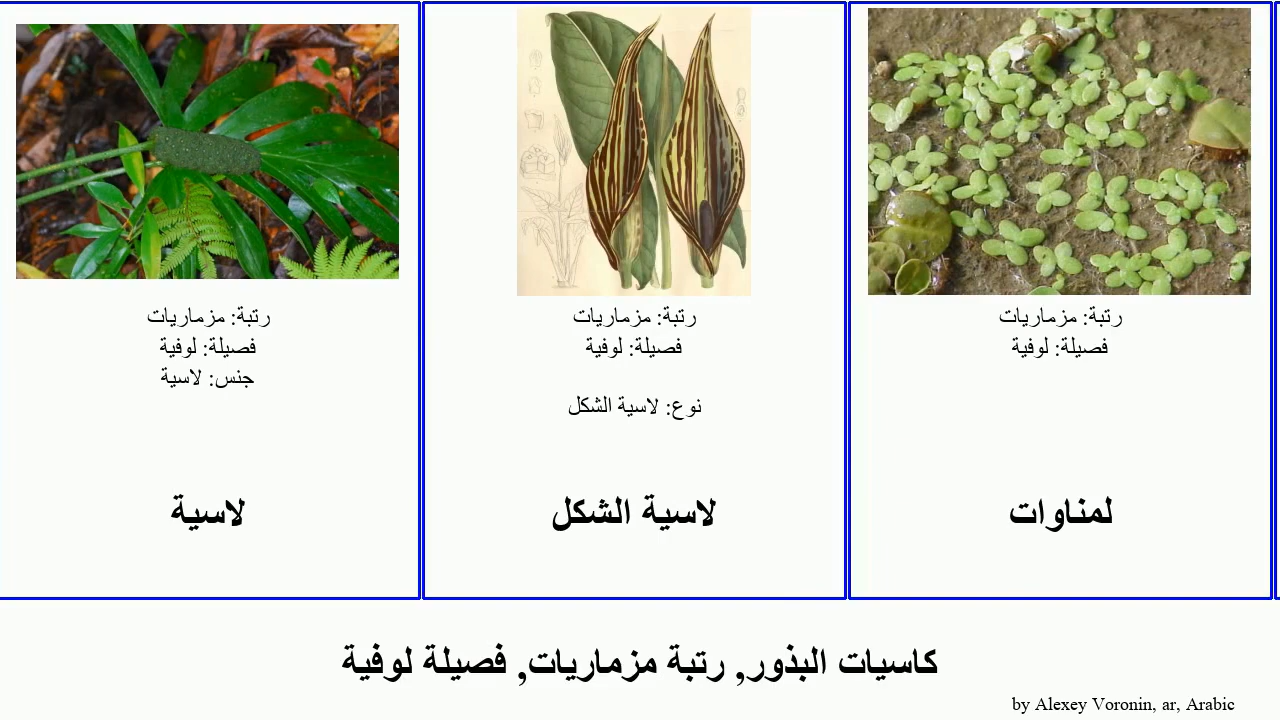 رتبة: مزماريات
فصيلة: لوفية
جنس: لاسية
لاسية
رتبة: مزماريات
فصيلة: لوفية
نوع: لاسية الشكل
لاسية الشكل
رتبة: مزماريات
فصيلة: لوفية
لمناوات
كاسيات البذور, رتبة مزماريات, فصيلة لوفية
by Alexey Voronin, ar, Arabic